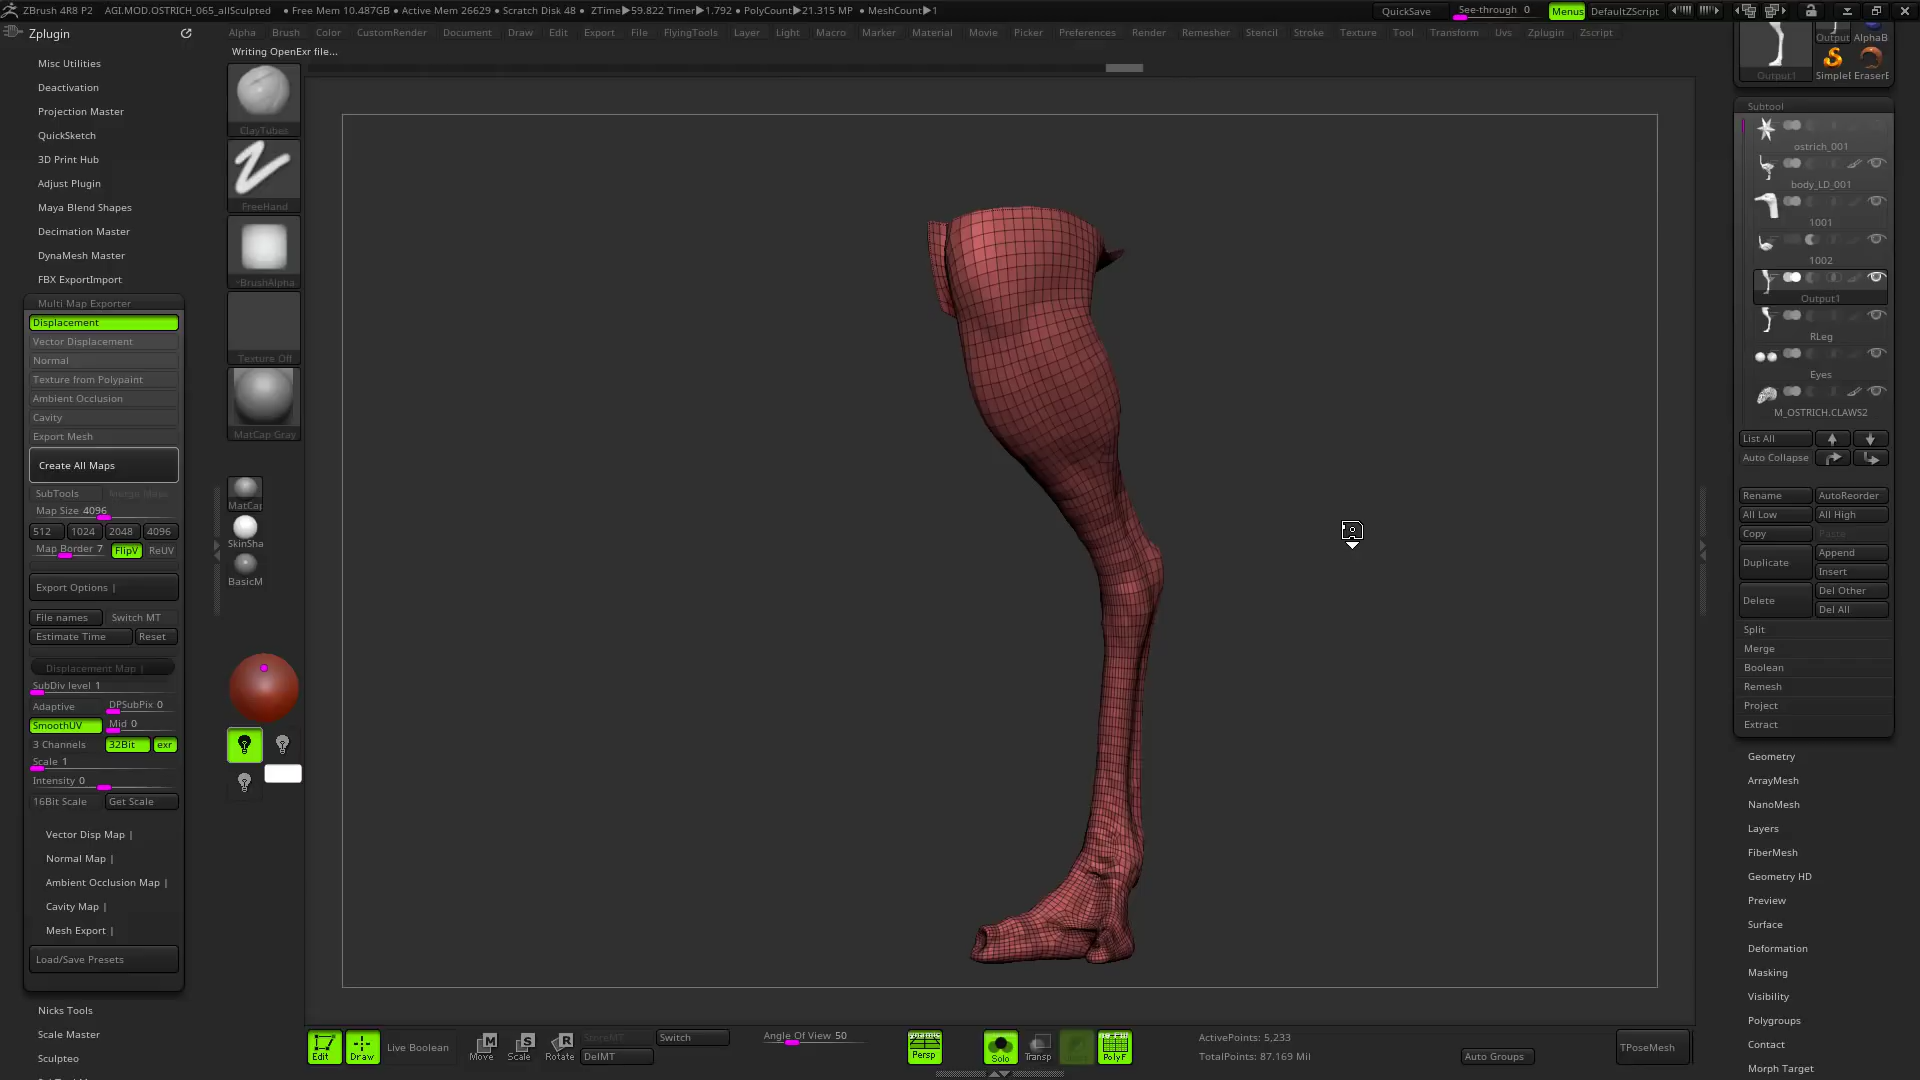 ZBrush 4R8 P2 AGI.MOD.OSTRICH_065_allSculpted • Free Mem 10.487GB • Active Mem 26629 • Scratch Disk 48 • ZTime▶59.822 Timer▶1.792 • PolyCount▶21.315 MP • MeshCount▶1
QuickSave
See-through 0
Menus
DefaultZScript
Zplugin
Alpha Brush Color CustomRender Document Draw Edit Export File FlyingTools Layer Light Macro Marker Material Movie Picker Preferences Render Remesher Stencil Stroke Texture Tool Transform Uvs Zplugin Zscript
Writing OpenExr file...
Misc Utilities
Deactivation
Projection Master
QuickSketch
3D Print Hub
Adjust Plugin
Maya Blend Shapes
Decimation Master
DynaMesh Master
FBX ExportImport
Multi Map Exporter
Displacement
Vector Displacement
Normal
Texture from Polypaint
Ambient Occlusion
Cavity
Export Mesh
Create All Maps
SubTools
Map Size 4096
512 1024 2048 4096
Map Border 7 FlipV ReUV
Export Options |
File names Switch MT
Estimate Time Reset
Displacement Map |
SubDiv level 1
Adaptive DPSubPix 0
SmoothUV Mid 0
3 Channels 32Bit exr
Scale 1
Intensity 0
16Bit Scale Get Scale
Vector Disp Map |
Normal Map |
Ambient Occlusion Map |
Cavity Map |
Mesh Export |
Load/Save Presets
Nicks Tools
Scale Master
Sculpteo
ClayTubes
FreeHand
~BrushAlpha
Texture Off
MatCap Gray
MatCap
SkinSha
BasicM
Edit
Draw
Live Boolean
Move
Scale
Rotate
StoreMT
DelMT
Switch
Angle Of View 50
Persp
Solo
Transp
PolyF
ActivePoints: 5,233
TotalPoints: 87.169 Mil
Auto Groups
TPoseMesh
Output AlphaB
Output1 SimpleB EraserB
Subtool
ostrich_001
body_LD_001
1001
1002
Output1
RLeg
Eyes
M_OSTRICH.CLAWS2
List All
Auto Collapse
Rename AutoReorder
All Low All High
Copy Paste
Duplicate
Append
Insert
Delete
Del Other
Del All
Split
Merge
Boolean
Remesh
Project
Extract
Geometry
ArrayMesh
NanoMesh
Layers
FiberMesh
Geometry HD
Preview
Surface
Deformation
Masking
Visibility
Polygroups
Contact
Morph Target